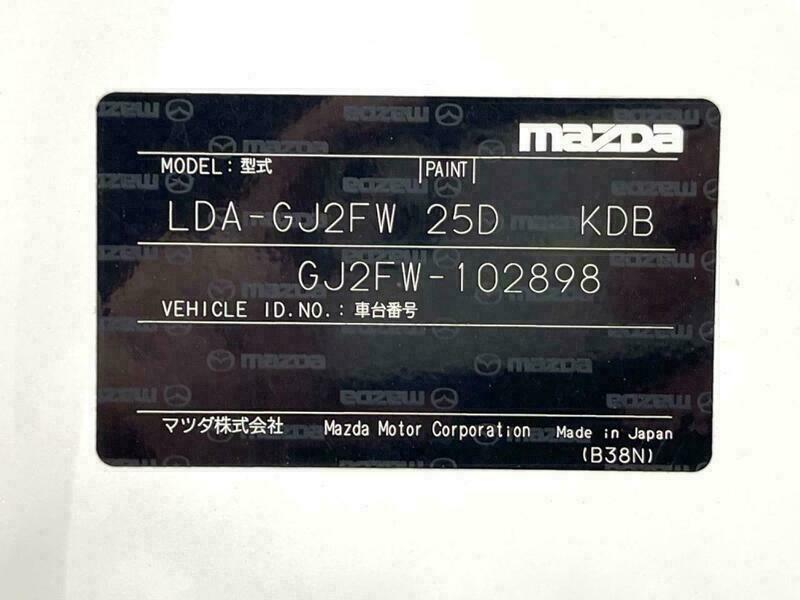 mazda
MODEL：型式 PAINT
LDA-GJ2FW 25D KDB
GJ2FW-102898
VEHICLE ID.NO.：車台番号
マツダ株式会社 Mazda Motor Corporation Made in Japan
(B38N)